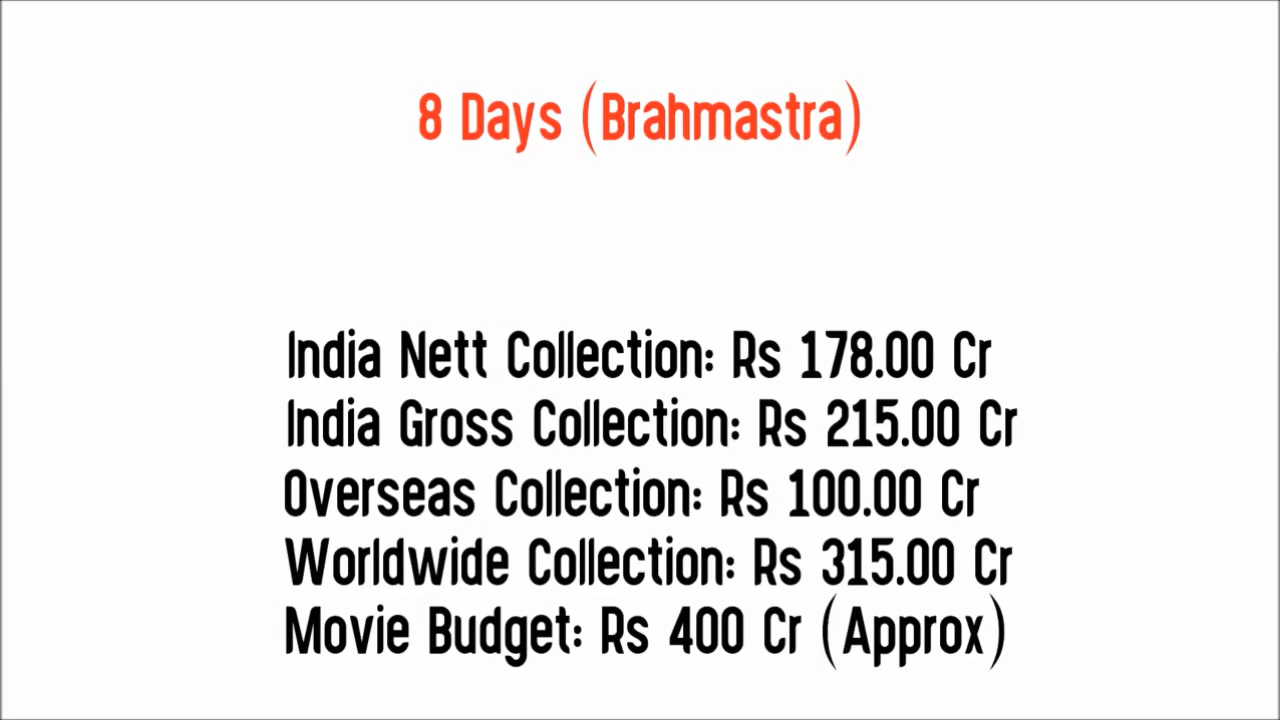 8 Days (Brahmastra)
India Nett Collection: Rs 178.00 Cr
India Gross Collection: Rs 215.00 Cr
Overseas Collection: Rs 100.00 Cr
Worldwide Collection: Rs 315.00 Cr
Movie Budget: Rs 400 Cr (Approx)